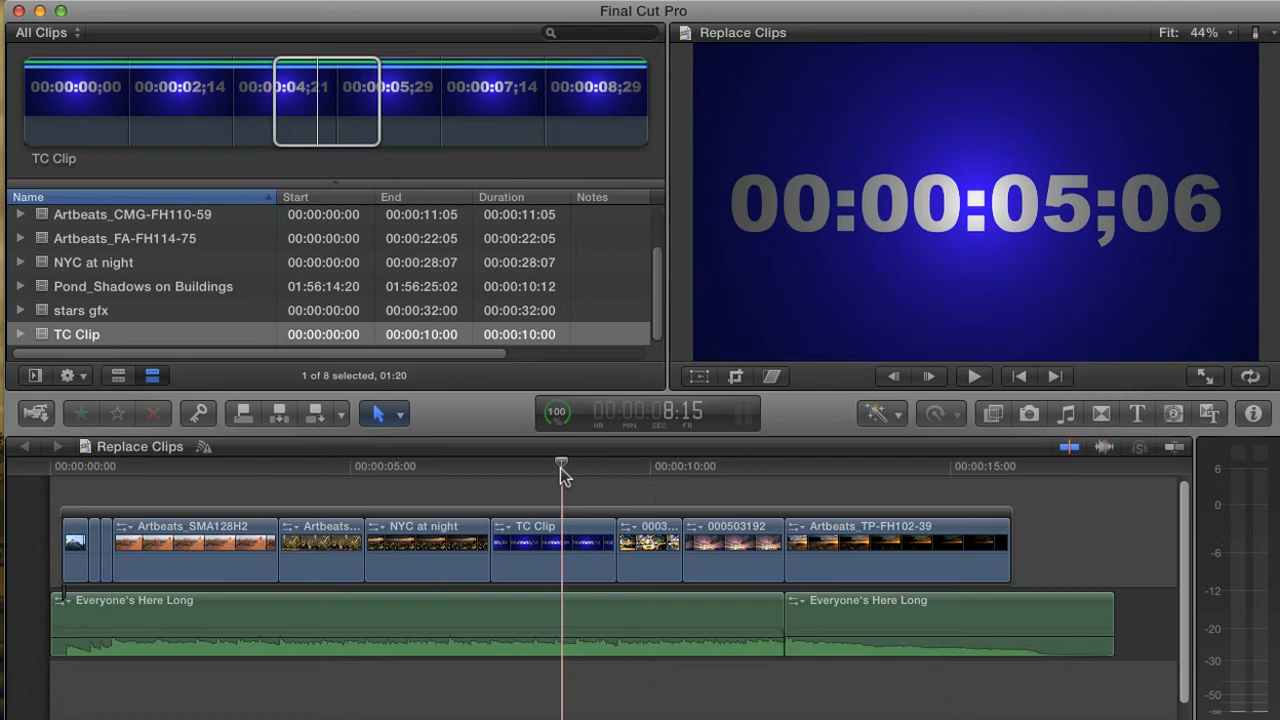 Final Cut Pro
All Clips
Replace Clips
Fit: 44%
00:00:00;00 00:00:02;14 00:00:04;21 00:00:05;29 00:00:07;14 00:00:08;29
TC Clip
00:00:05;06
Name Start End Duration Notes
Artbeats_CMG-FH110-59 00:00:00:00 00:00:11:05 00:00:11:05
Artbeats_FA-FH114-75 00:00:00:00 00:00:22:05 00:00:22:05
NYC at night 00:00:00:00 00:00:28:07 00:00:28:07
Pond_Shadows on Buildings 01:56:14:20 01:56:25:02 00:00:10:12
stars gfx 00:00:00:00 00:00:32:00 00:00:32:00
TC Clip 00:00:00:00 00:00:10:00 00:00:10:00
1 of 8 selected, 01:20
100 % 00:00:08:15
HR MIN SEC FR
Replace Clips
00:00:00:00 00:00:05:00 00:00:10:00 00:00:15:00
Artbeats_SMA128H2 Artbeats... NYC at night TC Clip 0003... 000503192 Artbeats_TP-FH102-39
Everyone's Here Long Everyone's Here Long
6
0
-6
-12
-20
-30
-50
-∞